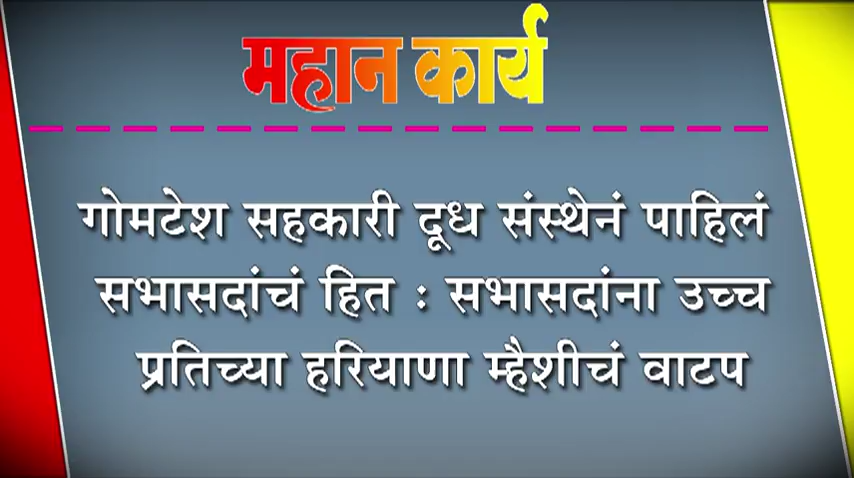 महान कार्य
गोमटेश सहकारी दूध संस्थेनं पाहिलं
सभासदांचं हित : सभासदांना उच्च
प्रतिच्या हरियाणा म्हैशीचं वाटप